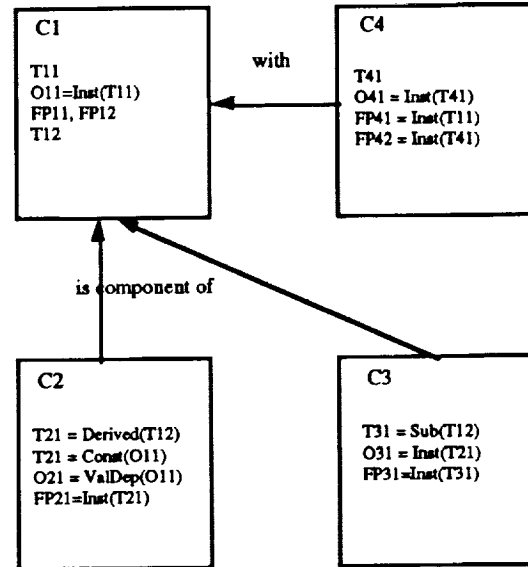 C1
T11
O11=Inst(T11)
FP11, FP12
T12
with
C4
T41
O41 = Inst(T41)
FP41 = Inst(T11)
FP42 = Inst(T41)
is component of
C2
T21 = Derived(T12)
T21 = Const(O11)
O21 = ValDep(O11)
FP21=Inst(T21)
C3
T31 = Sub(T12)
O31 = Inst(T21)
FP31=Inst(T31)